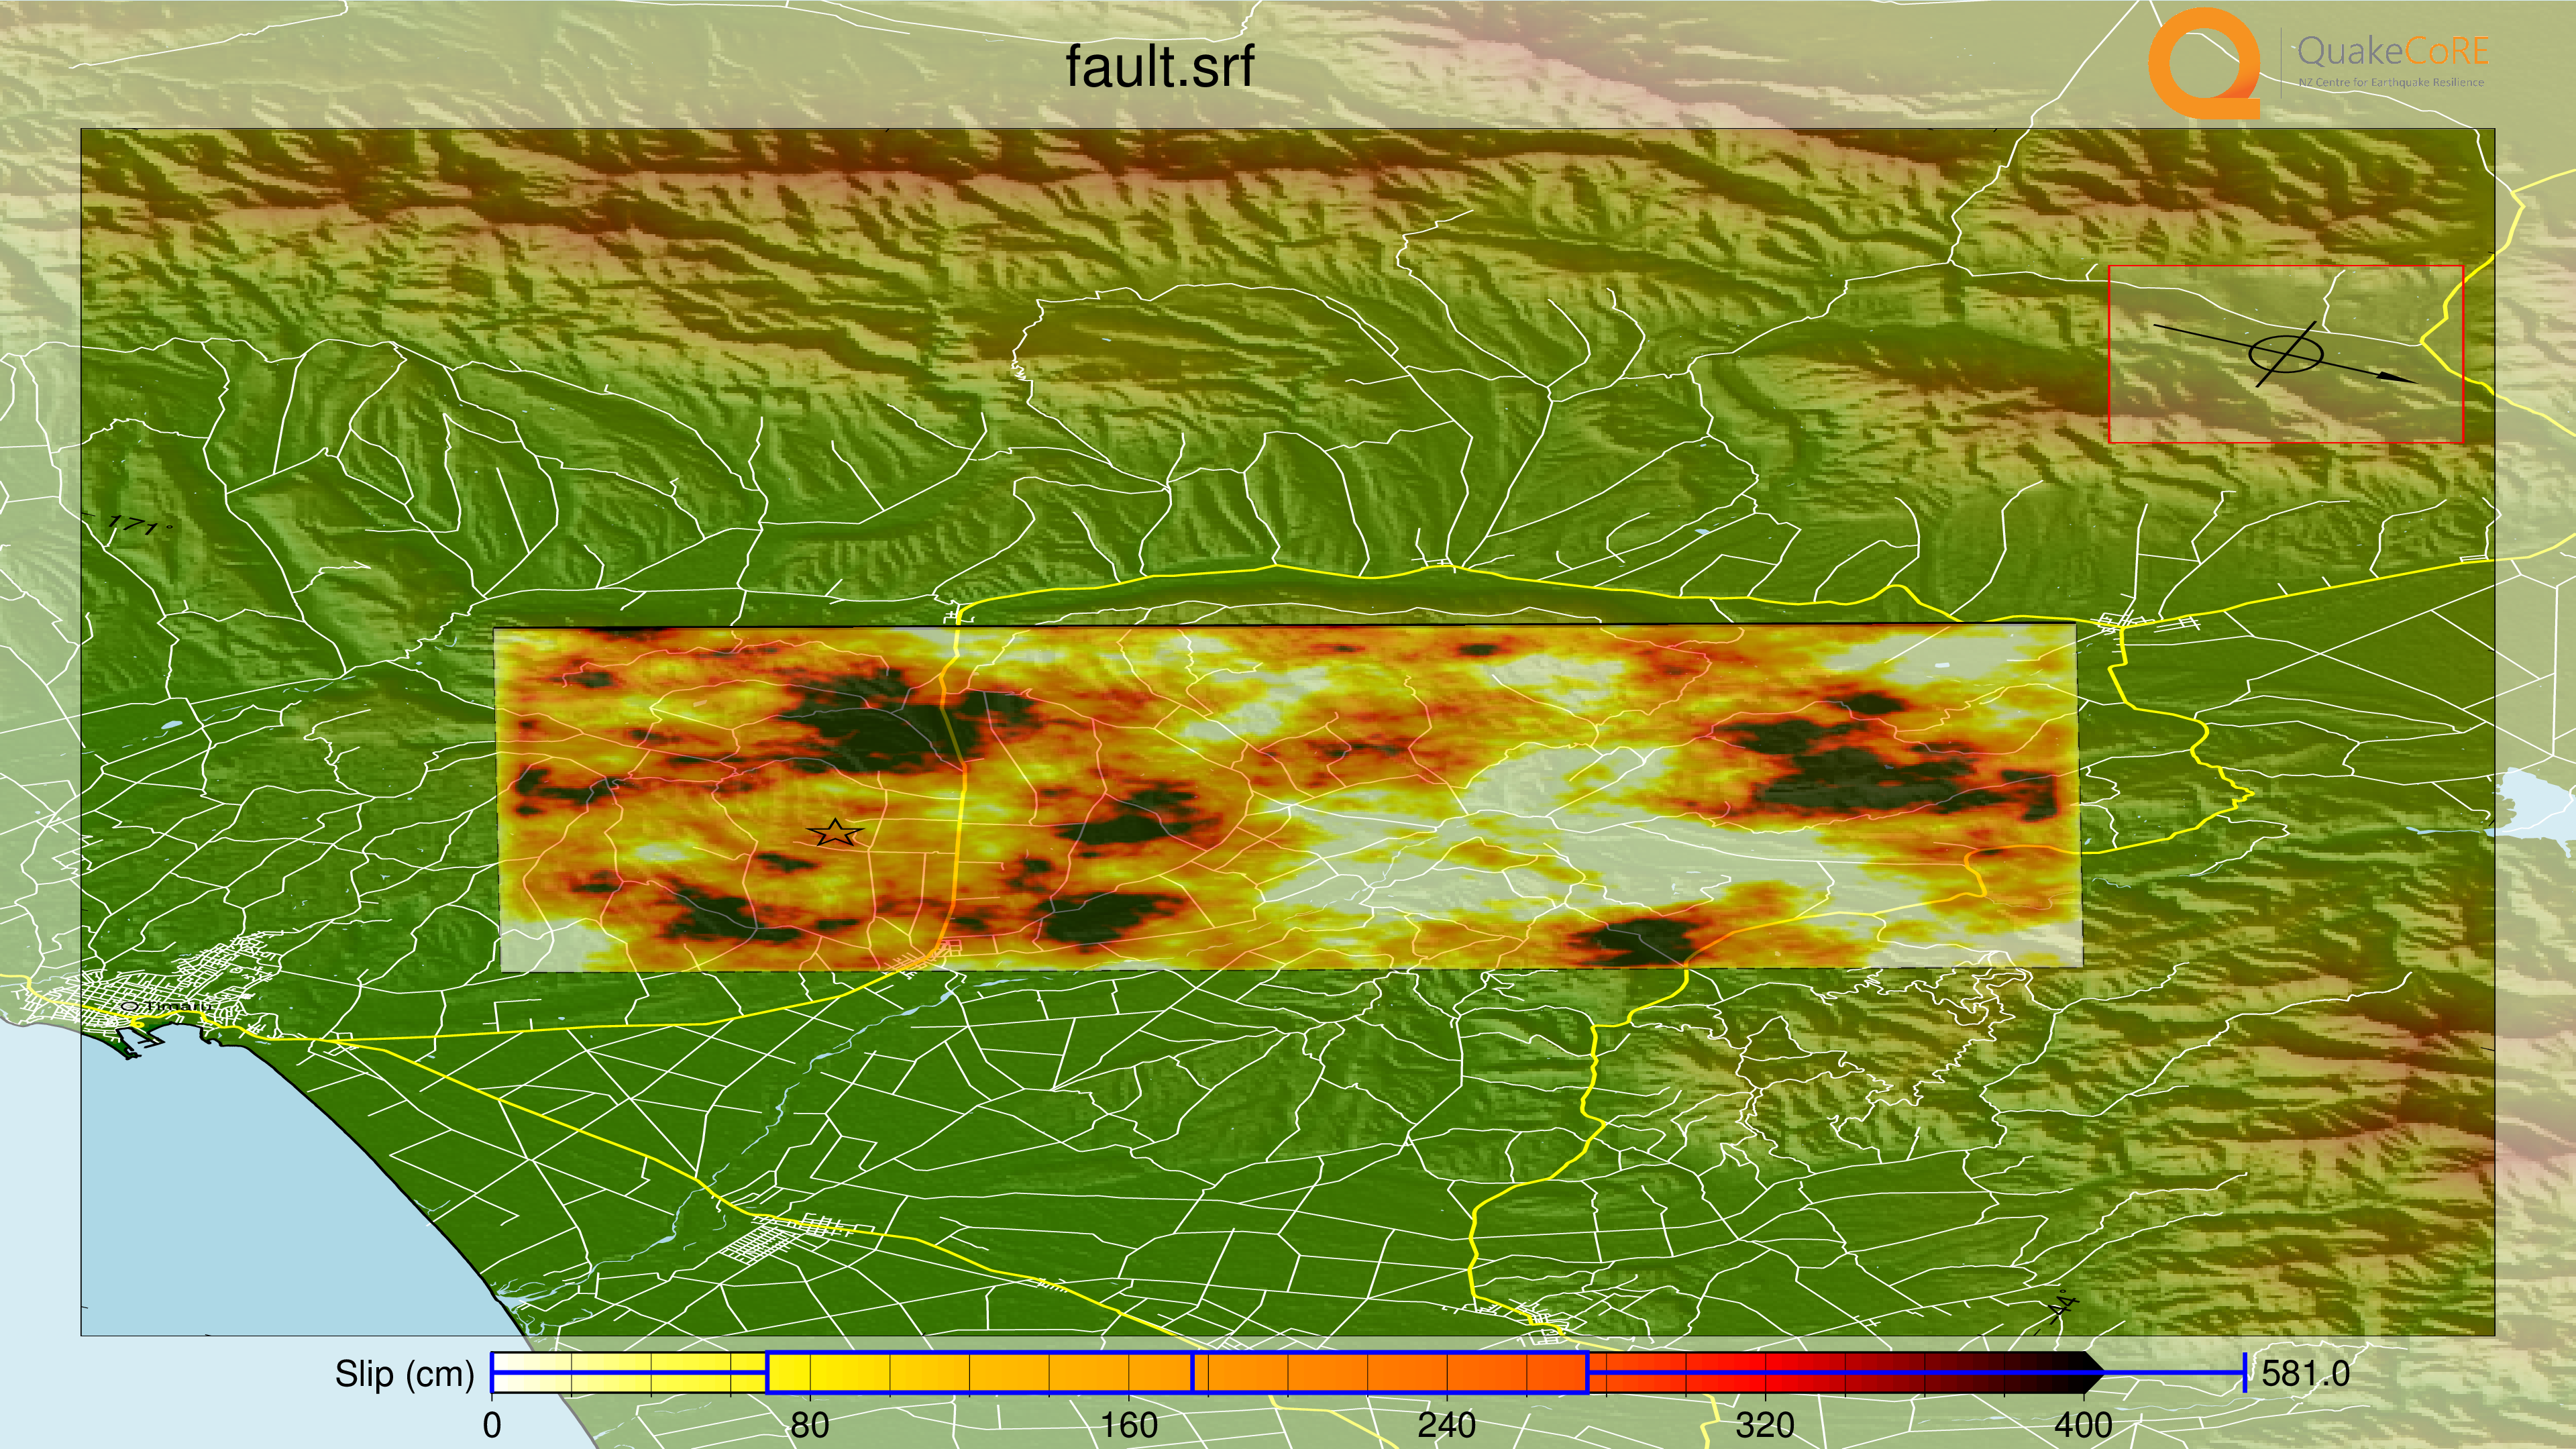 fault.srf
QuakeCoRE
NZ Centre for Earthquake Resilience
171°
Timaru
-44°
Slip (cm)
581.0
0 80 160 240 320 400